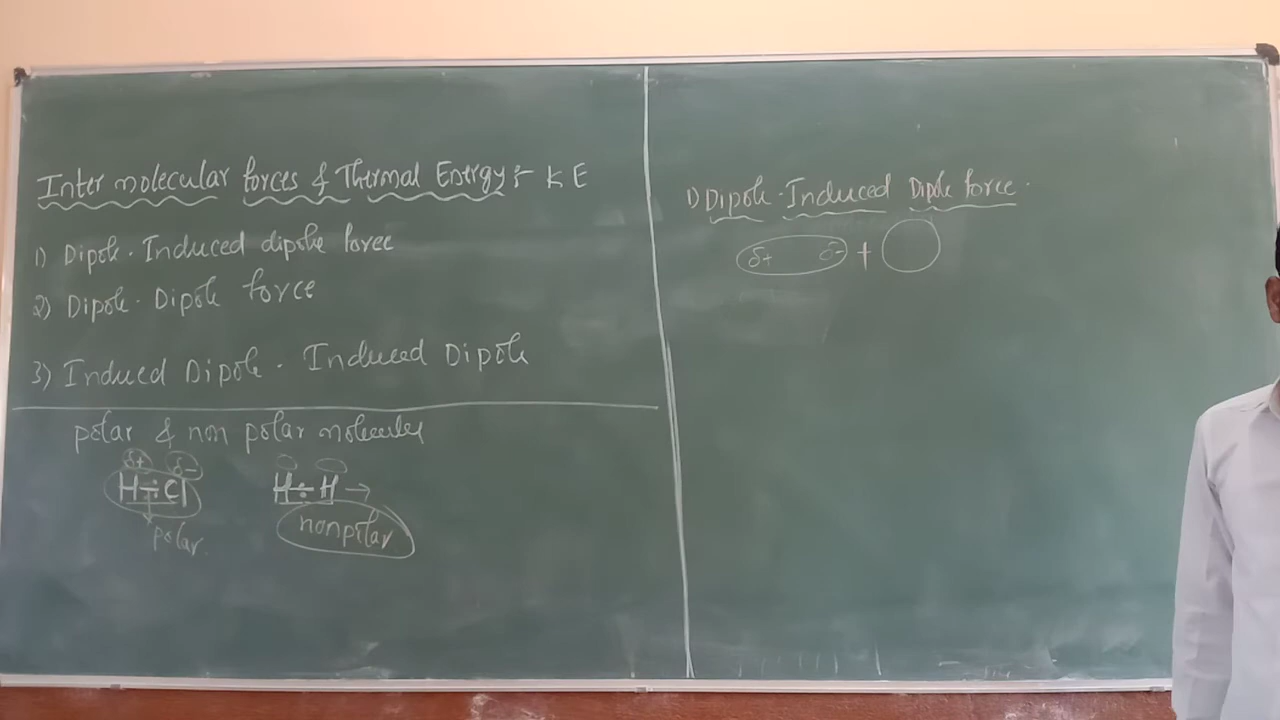 Inter molecular forces & Thermal Energy :- K E
1) Dipole - Induced dipole force
2) Dipole - Dipole force
3) Induced Dipole - Induced Dipole
polar & non polar molecules
δ+ δ-
H÷Cl H÷H →
polar. nonpolar
1) Dipole - Induced Dipole force.
δ+ δ- +